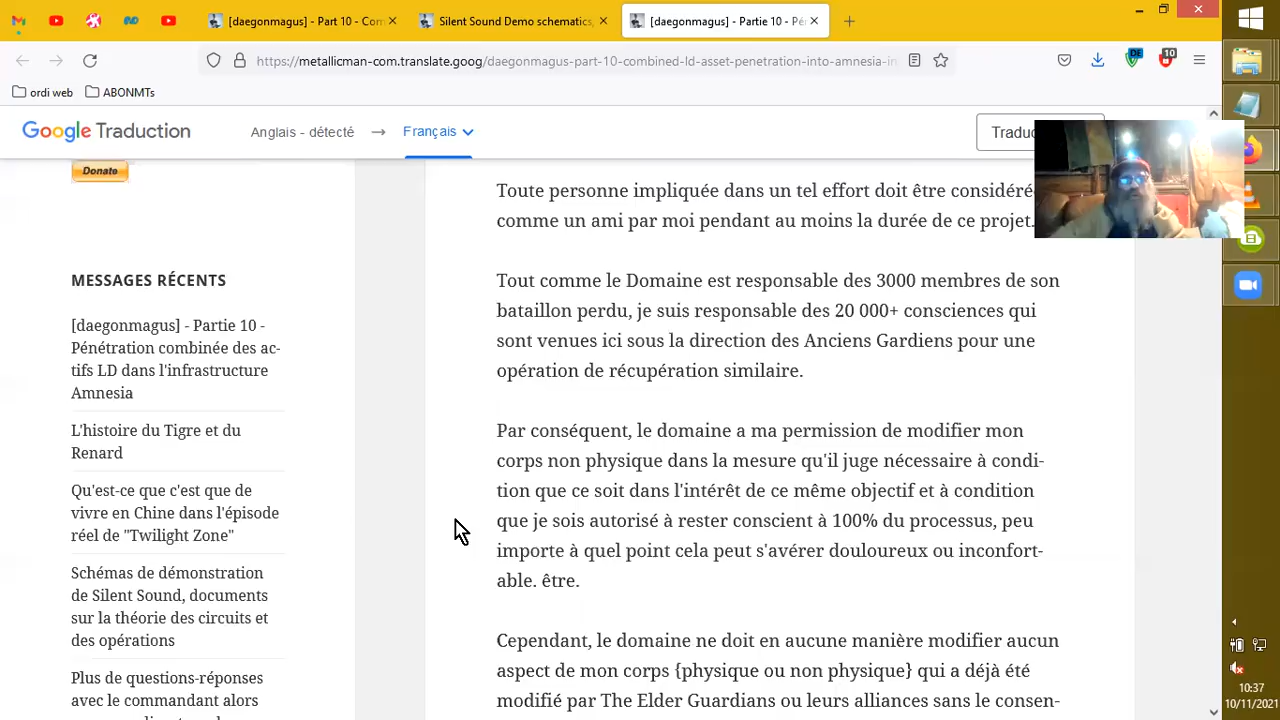 [daegonmagus] - Part 10 - Com
Silent Sound Demo schematics,
[daegonmagus] - Partie 10 - Pé
https://metallicman-com.translate.goog/daegonmagus-part-10-combined-ld-asset-penetration-into-amnesia-in
DE
10
ordi web
ABONMTs
Google Traduction
Anglais - détecté
Français
Traduc
Donate
MESSAGES RÉCENTS
[daegonmagus] - Partie 10 -
Pénétration combinée des ac-
tifs LD dans l'infrastructure
Amnesia
L'histoire du Tigre et du
Renard
Qu'est-ce que c'est que de
vivre en Chine dans l'épisode
réel de "Twilight Zone"
Schémas de démonstration
de Silent Sound, documents
sur la théorie des circuits et
des opérations
Plus de questions-réponses
avec le commandant alors
Toute personne impliquée dans un tel effort doit être considéré
comme un ami par moi pendant au moins la durée de ce projet.
Tout comme le Domaine est responsable des 3000 membres de son
bataillon perdu, je suis responsable des 20 000+ consciences qui
sont venues ici sous la direction des Anciens Gardiens pour une
opération de récupération similaire.
Par conséquent, le domaine a ma permission de modifier mon
corps non physique dans la mesure qu'il juge nécessaire à condi-
tion que ce soit dans l'intérêt de ce même objectif et à condition
que je sois autorisé à rester conscient à 100% du processus, peu
importe à quel point cela peut s'avérer douloureux ou inconfort-
able. être.
Cependant, le domaine ne doit en aucune manière modifier aucun
aspect de mon corps {physique ou non physique} qui a déjà été
modifié par The Elder Guardians ou leurs alliances sans le consen-
10:37
10/11/2021